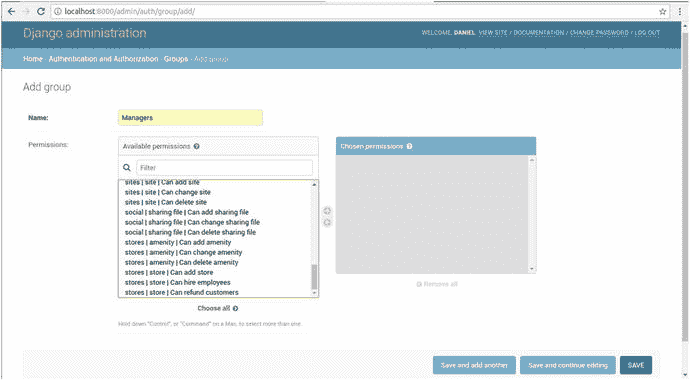 localhost:8000/admin/auth/group/add/
Django administration
WELCOME, DANIEL VIEW SITE / DOCUMENTATION / CHANGE PASSWORD / LOG OUT
Home › Authentication and Authorization › Groups › Add group
Add group
Name: Managers
Permissions: Available permissions
Chosen permissions
Filter
sites | site | Can add site
sites | site | Can change site
sites | site | Can delete site
social | sharing file | Can add sharing file
social | sharing file | Can change sharing file
social | sharing file | Can delete sharing file
stores | amenity | Can add amenity
stores | amenity | Can change amenity
stores | amenity | Can delete amenity
stores | store | Can add store
stores | store | Can hire employees
stores | store | Can refund customers
Choose all
Remove all
Hold down "Control", or "Command" on a Mac, to select more than one.
Save and add another
Save and continue editing
SAVE